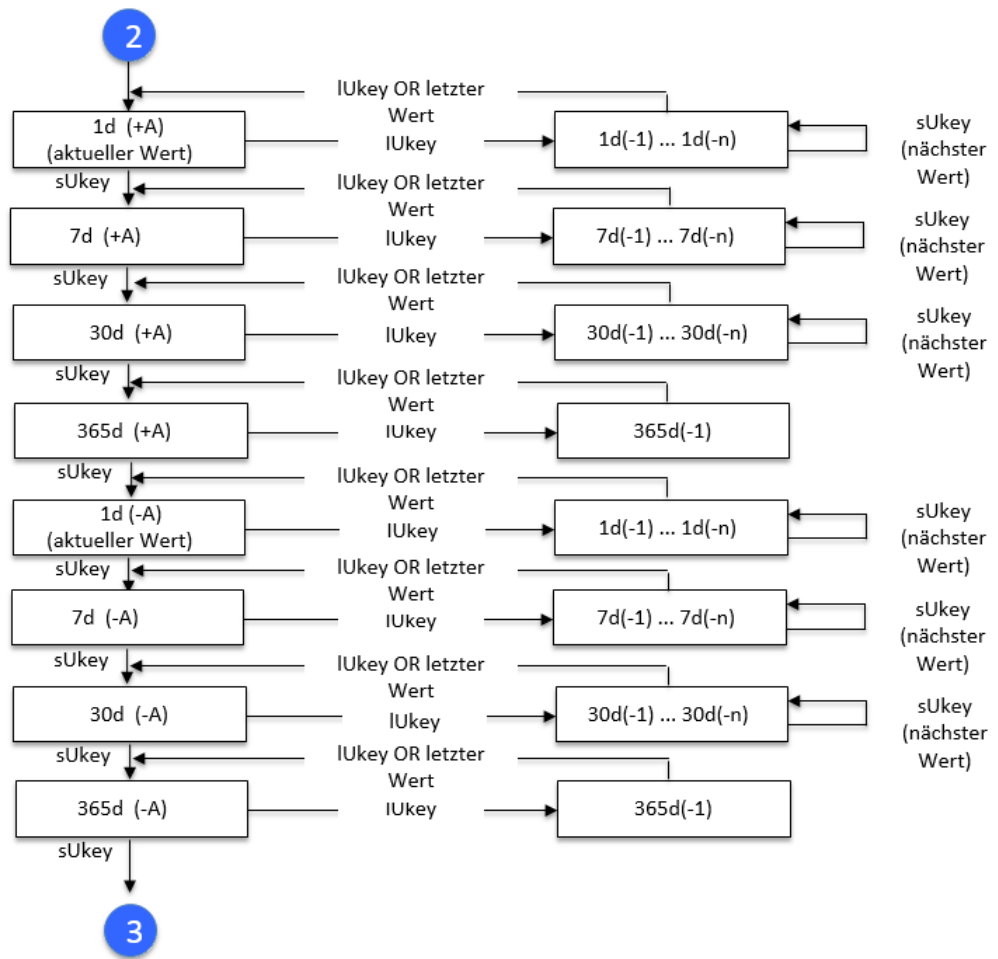 2
lUkey OR letzter
Wert
1d (+A)
(aktueller Wert)
lUkey
1d(-1) ... 1d(-n)
sUkey
(nächster
Wert)
sUkey
lUkey OR letzter
Wert
7d (+A)
lUkey
7d(-1) ... 7d(-n)
sUkey
(nächster
Wert)
sUkey
lUkey OR letzter
Wert
30d (+A)
lUkey
30d(-1) ... 30d(-n)
sUkey
(nächster
Wert)
sUkey
lUkey OR letzter
Wert
365d (+A)
lUkey
365d(-1)
sUkey
lUkey OR letzter
Wert
1d (-A)
(aktueller Wert)
lUkey
1d(-1) ... 1d(-n)
sUkey
(nächster
Wert)
sUkey
lUkey OR letzter
Wert
7d (-A)
lUkey
7d(-1) ... 7d(-n)
sUkey
(nächster
Wert)
sUkey
lUkey OR letzter
Wert
30d (-A)
lUkey
30d(-1) ... 30d(-n)
sUkey
(nächster
Wert)
sUkey
lUkey OR letzter
Wert
365d (-A)
lUkey
365d(-1)
sUkey
3